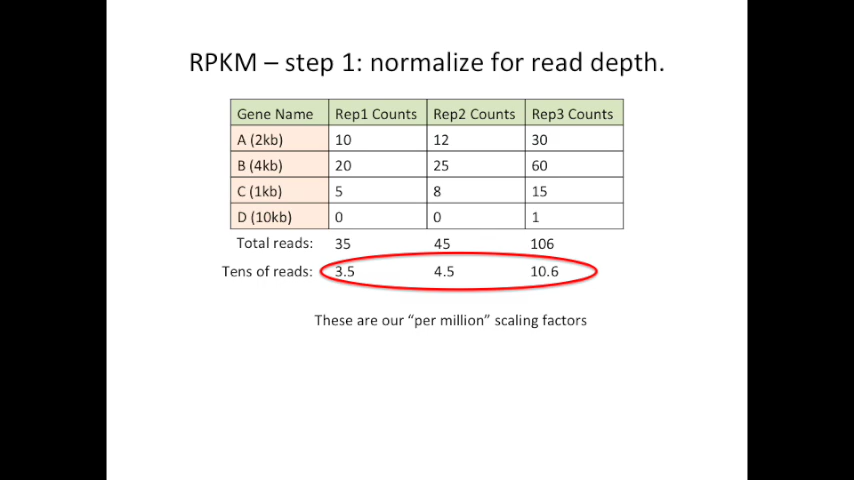 RPKM – step 1: normalize for read depth.
Gene Name Rep1 Counts Rep2 Counts Rep3 Counts
A (2kb) 10 12 30
B (4kb) 20 25 60
C (1kb) 5 8 15
D (10kb) 0 0 1
Total reads: 35 45 106
Tens of reads: 3.5 4.5 10.6
These are our “per million” scaling factors